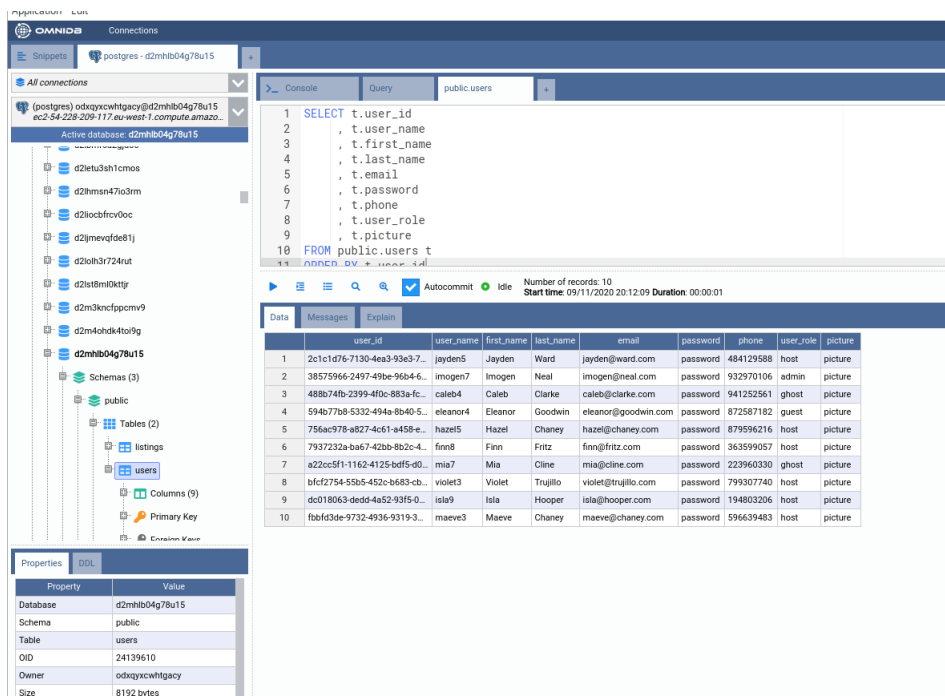 Application Edit
OMNIDB Connections
Snippets postgres - d2mhlb04g78u15 +
All connections
(postgres) odxqyxcwhtgacy@d2mhlb04g78u15
ec2-54-228-209-117.eu-west-1.compute.amazo...
Active database: d2mhlb04g78u15
d2letu3sh1cmos
d2lhmsn47io3rm
d2liocbfrcv0oc
d2ljmevqfde81j
d2lolh3r724rut
d2lst8ml0kttjr
d2m3kncfppcmv9
d2m4ohdk4toi9g
d2mhlb04g78u15
Schemas (3)
public
Tables (2)
listings
users
Columns (9)
Primary Key
Foreign Keys
Properties DDL
Property Value
Database d2mhlb04g78u15
Schema public
Table users
OID 24139610
Owner odxqyxcwhtgacy
Size 8192 bytes
>_ Console Query public.users +
1 SELECT t.user_id
2 , t.user_name
3 , t.first_name
4 , t.last_name
5 , t.email
6 , t.password
7 , t.phone
8 , t.user_role
9 , t.picture
10 FROM public.users t
11 ORDER BY t.user_id
Autocommit Idle Number of records: 10
Start time: 09/11/2020 20:12:09 Duration: 00:00:01
Data Messages Explain
user_id user_name first_name last_name email password phone user_role picture
1 2c1c1d76-7130-4ea3-93e3-7... jayden5 Jayden Ward jayden@ward.com password 484129588 host picture
2 38575966-2497-49be-96b4-6... imogen7 Imogen Neal imogen@neal.com password 932970106 admin picture
3 488b74fb-2399-4f0c-883a-fc... caleb4 Caleb Clarke caleb@clarke.com password 941252561 ghost picture
4 594b77b8-5332-494a-8b40-5... eleanor4 Eleanor Goodwin eleanor@goodwin.com password 872587182 guest picture
5 756ac978-a827-4c61-a458-e... hazel5 Hazel Chaney hazel@chaney.com password 879596216 host picture
6 7937232a-ba67-42bb-8b2c-4... finn8 Finn Fritz finn@fritz.com password 363599057 host picture
7 a22cc5f1-1162-4125-bdf5-d0... mia7 Mia Cline mia@cline.com password 223960330 ghost picture
8 bfcf2754-55b5-452c-b683-cb... violet3 Violet Trujillo violet@trujillo.com password 799307740 host picture
9 dc018063-dedd-4a52-93f5-0... isla9 Isla Hooper isla@hooper.com password 194803206 host picture
10 fbbfd3de-9732-4936-9319-3... maeve3 Maeve Chaney maeve@chaney.com password 596639483 host picture